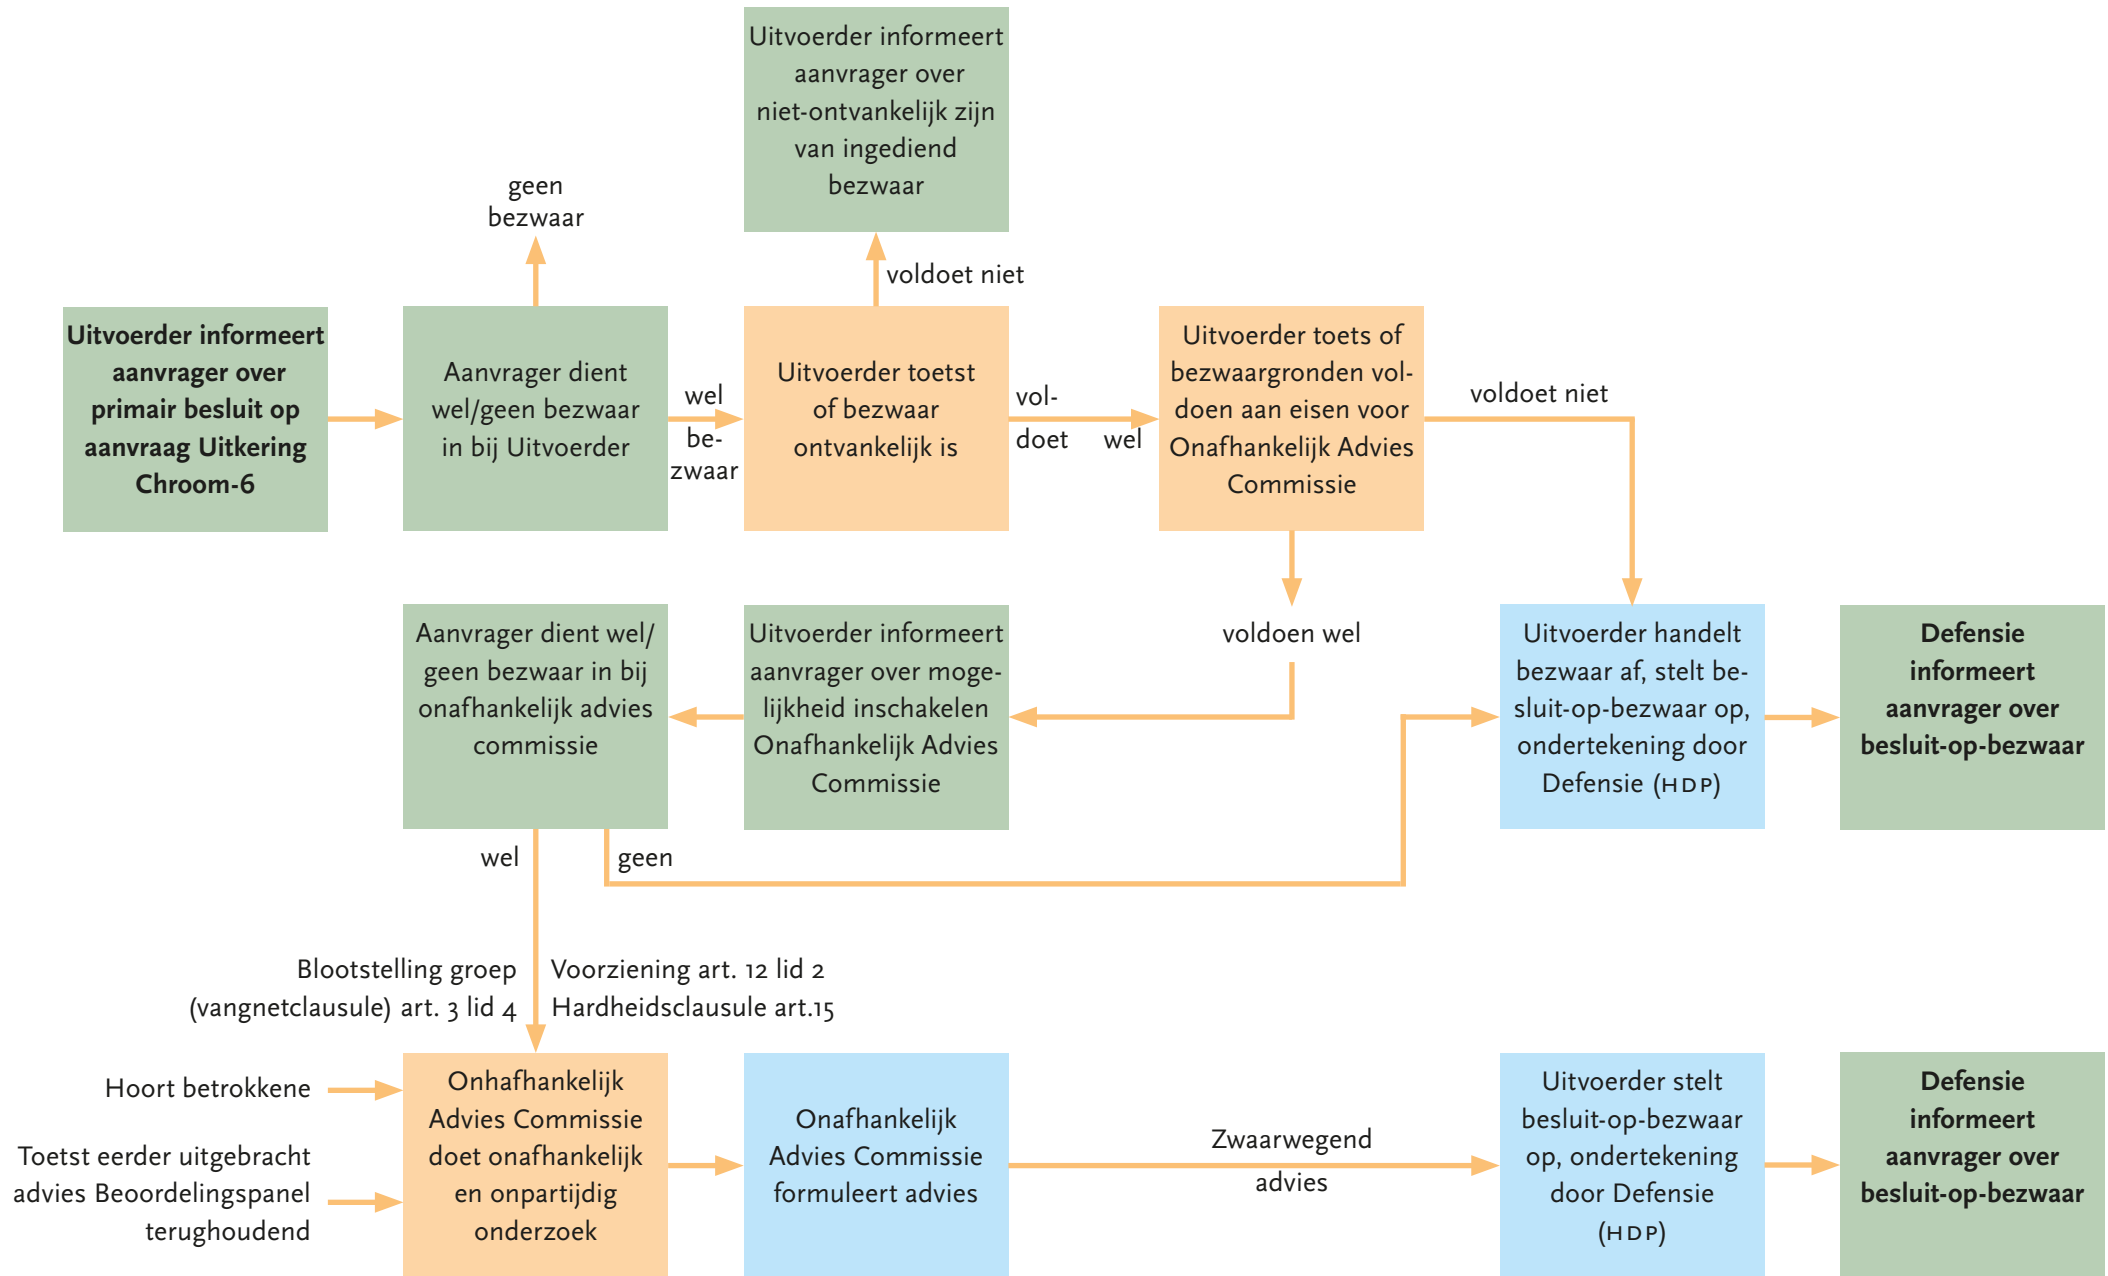 Uitvoerder informeert
aanvrager over
niet-ontvankelijk zijn
van ingediend
bezwaar
geen
bezwaar
voldoet niet
Uitvoerder informeert
aanvrager over
primair besluit op
aanvraag Uitkering
Chroom-6
Aanvrager dient
wel/geen bezwaar
in bij Uitvoerder
wel
be-
zwaar
Uitvoerder toetst
of bezwaar
ontvankelijk is
vol-
doet wel
Uitvoerder toets of
bezwaargronden vol-
doen aan eisen voor
Onafhankelijk Advies
Commissie
voldoet niet
Aanvrager dient wel/
geen bezwaar in bij
onafhankelijk advies
commissie
Uitvoerder informeert
aanvrager over moge-
lijkheid inschakelen
Onafhankelijk Advies
Commissie
voldoen wel
Uitvoerder handelt
bezwaar af, stelt be-
sluit-op-bezwaar op,
ondertekening door
Defensie (HDP)
Defensie
informeert
aanvrager over
besluit-op-bezwaar
wel
geen
Blootstelling groep
(vangnetclausule) art. 3 lid 4
Voorziening art. 12 lid 2
Hardheidsclausule art.15
Hoort betrokkene
Toetst eerder uitgebracht
advies Beoordelingspanel
terughoudend
Onhafhankelijk
Advies Commissie
doet onafhankelijk
en onpartijdig
onderzoek
Onafhankelijk
Advies Commissie
formuleert advies
Zwaarwegend
advies
Uitvoerder stelt
besluit-op-bezwaar
op, ondertekening
door Defensie
(HDP)
Defensie
informeert
aanvrager over
besluit-op-bezwaar